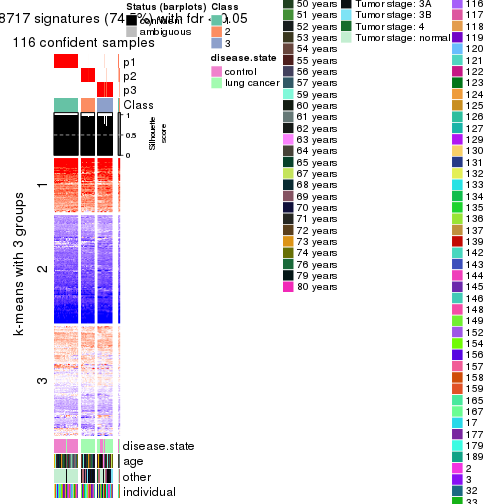 8717 signatures (74.5%) with fdr < 0.05
116 confident samples
Status (barplots)
confident
ambiguous
Class
1
2
3
disease.state
control
lung cancer
p1
p2
p3
Class
1
0.5
0
Silhouette
score
k-means with 3 groups
1
2
3
disease.state
age
other
individual
50 years
51 years
52 years
53 years
54 years
55 years
56 years
57 years
59 years
60 years
61 years
62 years
63 years
64 years
65 years
67 years
68 years
69 years
70 years
71 years
72 years
73 years
74 years
76 years
79 years
80 years
Tumor stage: 3A
Tumor stage: 3B
Tumor stage: 4
Tumor stage: normal
116
117
118
119
120
121
122
123
124
125
126
127
129
130
131
132
133
134
135
136
137
139
142
143
144
145
146
148
149
152
154
156
157
158
159
165
167
17
177
179
189
2
3
32
33